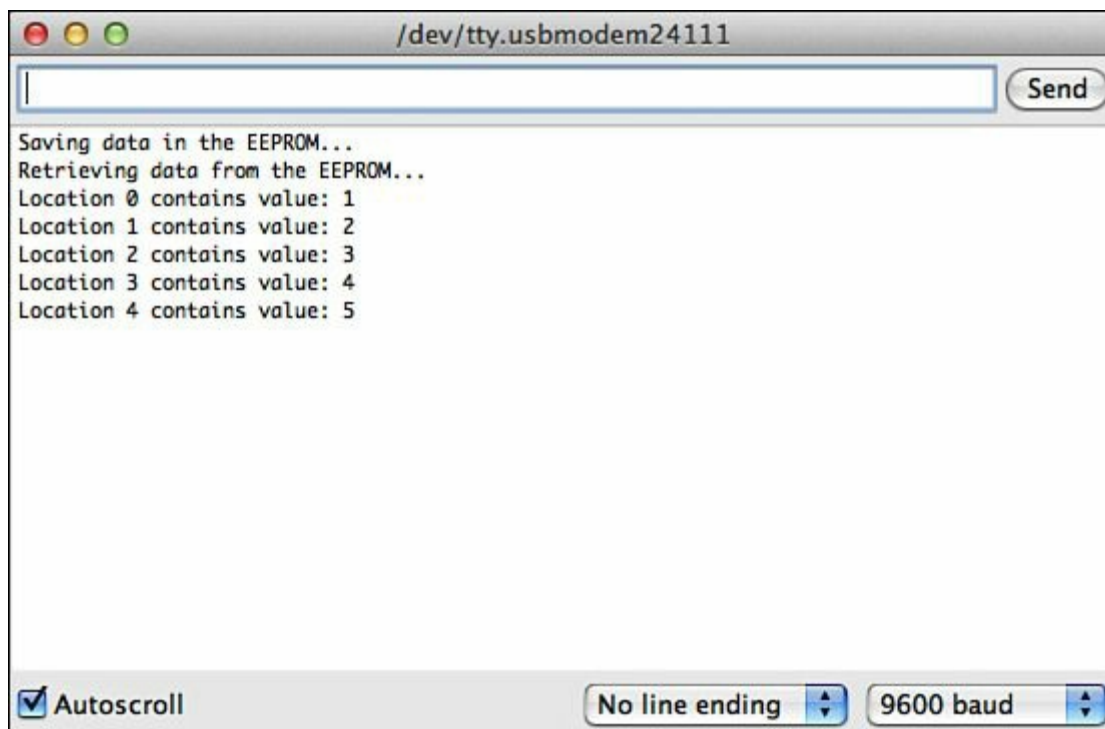 /dev/tty.usbmodem24111
Send
Saving data in the EEPROM...
Retrieving data from the EEPROM...
Location 0 contains value: 1
Location 1 contains value: 2
Location 2 contains value: 3
Location 3 contains value: 4
Location 4 contains value: 5
Autoscroll
No line ending
9600 baud